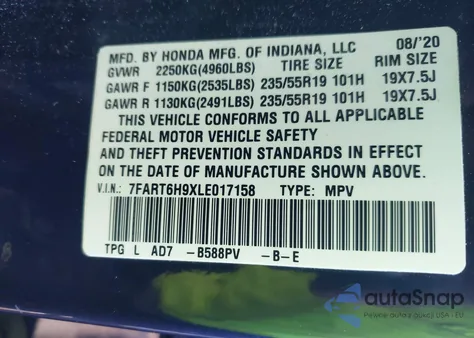 MFD. BY HONDA MFG. OF INDIANA, LLC 08/'20
GVWR 2250KG(4960LBS) TIRE SIZE RIM SIZE
GAWR F 1150KG(2535LBS) 235/55R19 101H 19X7.5J
GAWR R 1130KG(2491LBS) 235/55R19 101H 19X7.5J
THIS VEHICLE CONFORMS TO ALL APPLICABLE
FEDERAL MOTOR VEHICLE SAFETY
AND THEFT PREVENTION STANDARDS IN EFFECT
ON THE DATE OF MANUFACTURE SHOWN ABOVE.
V.I.N.: 7FART6H9XLE017158 TYPE: MPV
TPG L AD7 -B588PV -B-E
autoSnap